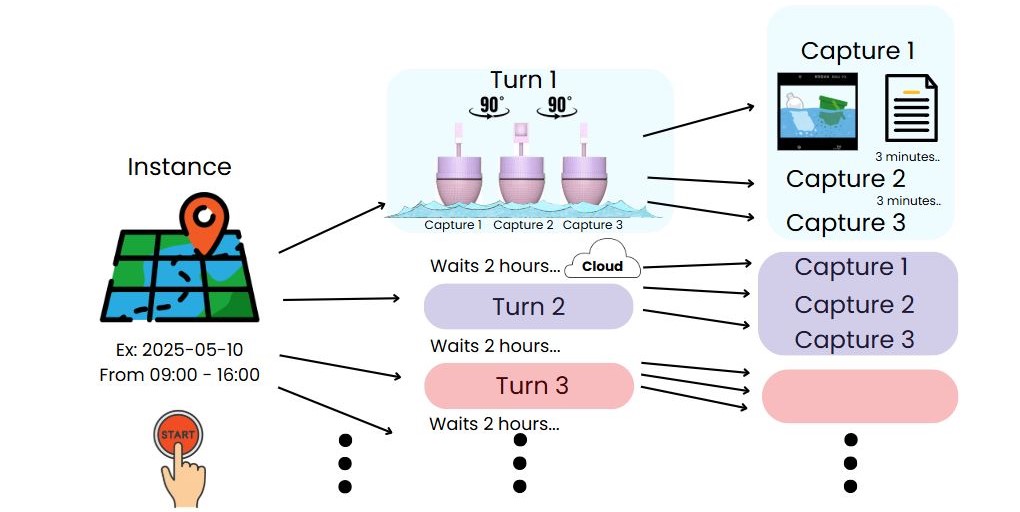 Instance
Ex: 2025-05-10
From 09:00 - 16:00
START
Turn 1
90° 90°
Capture 1 Capture 2 Capture 3
Waits 2 hours...
Cloud
Turn 2
Waits 2 hours...
Turn 3
Waits 2 hours...
Capture 1
3 minutes..
Capture 2
3 minutes..
Capture 3
Capture 1
Capture 2
Capture 3